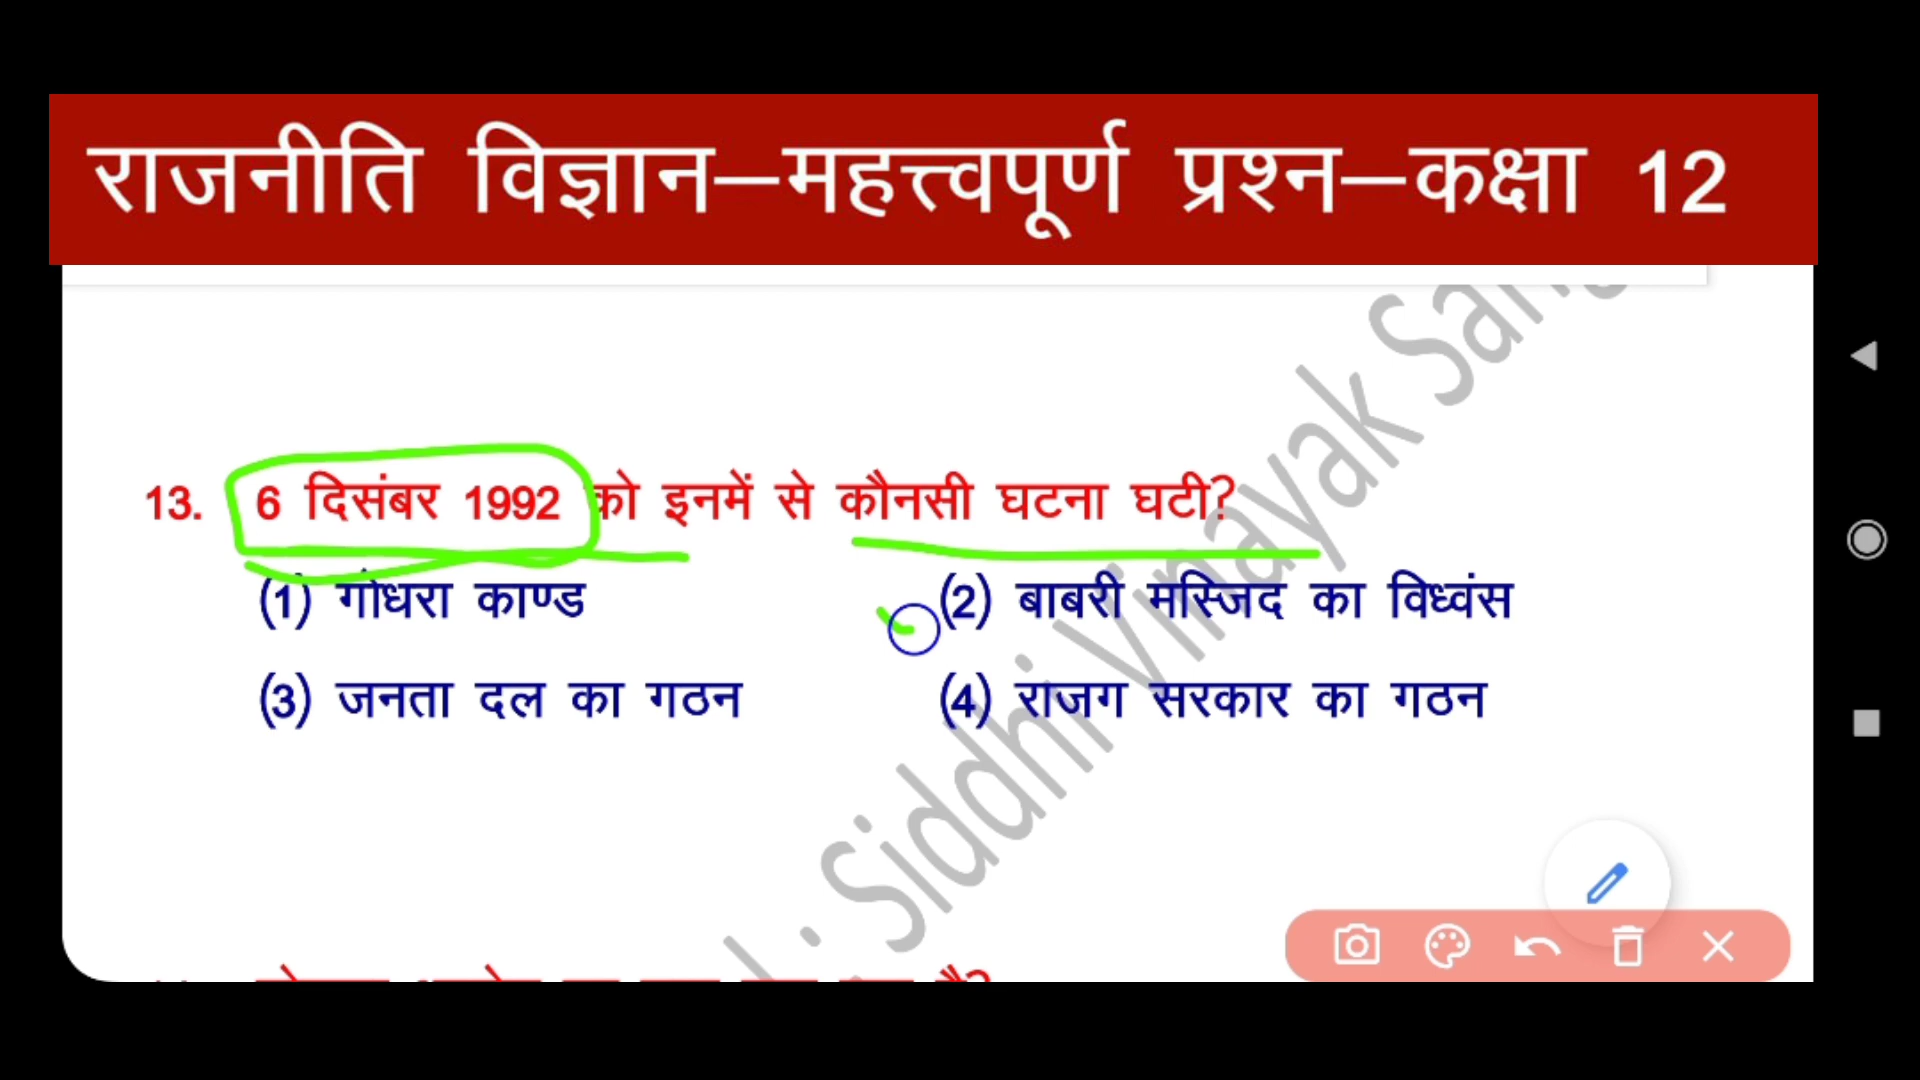 राजनीति विज्ञान–महत्त्वपूर्ण प्रश्न–कक्षा 12
13. 6 दिसंबर 1992 को इनमें से कौनसी घटना घटी?
(1) गोधरा काण्ड (2) बाबरी मस्जिद का विध्वंस
(3) जनता दल का गठन (4) राजग सरकार का गठन
: Siddhi Vinayak